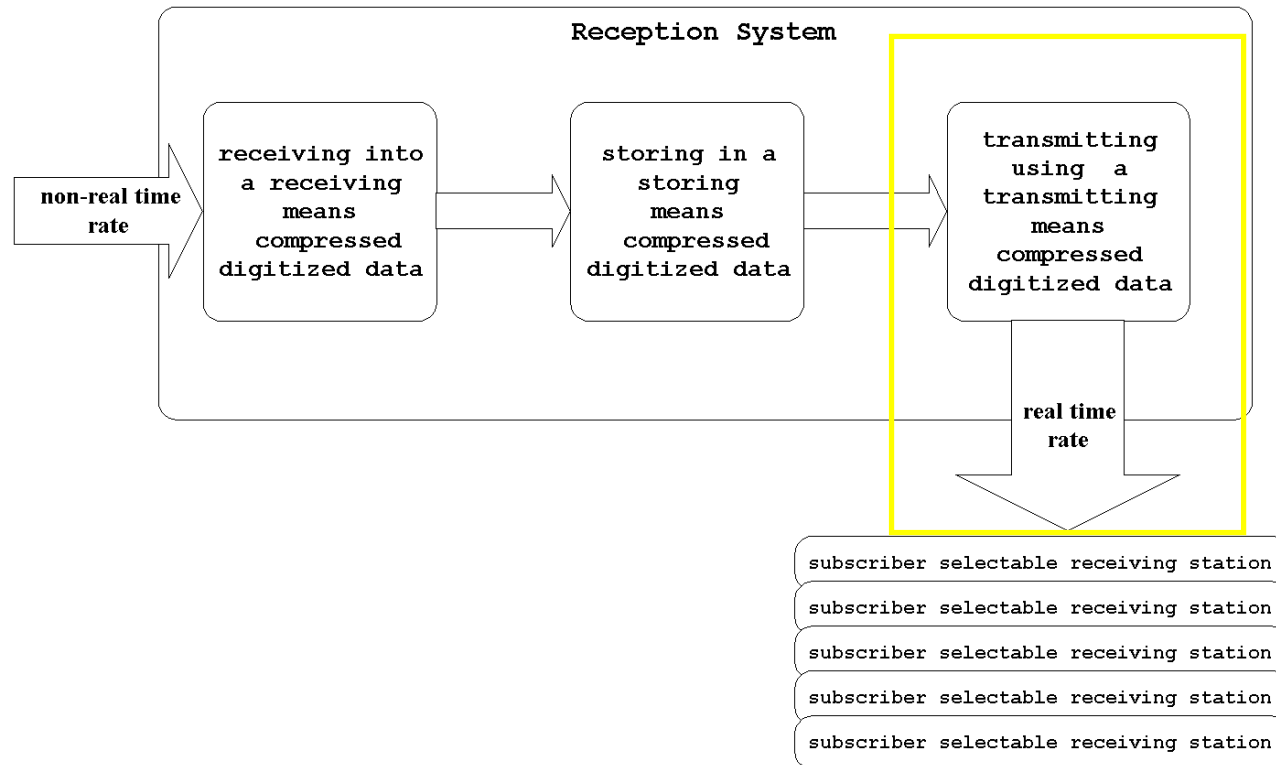 Reception System
non-real time
rate
receiving into
a receiving
means
compressed
digitized data
storing in a
storing
means
compressed
digitized data
transmitting
using a
transmitting
means
compressed
digitized data
real time
rate
subscriber selectable receiving station
subscriber selectable receiving station
subscriber selectable receiving station
subscriber selectable receiving station
subscriber selectable receiving station